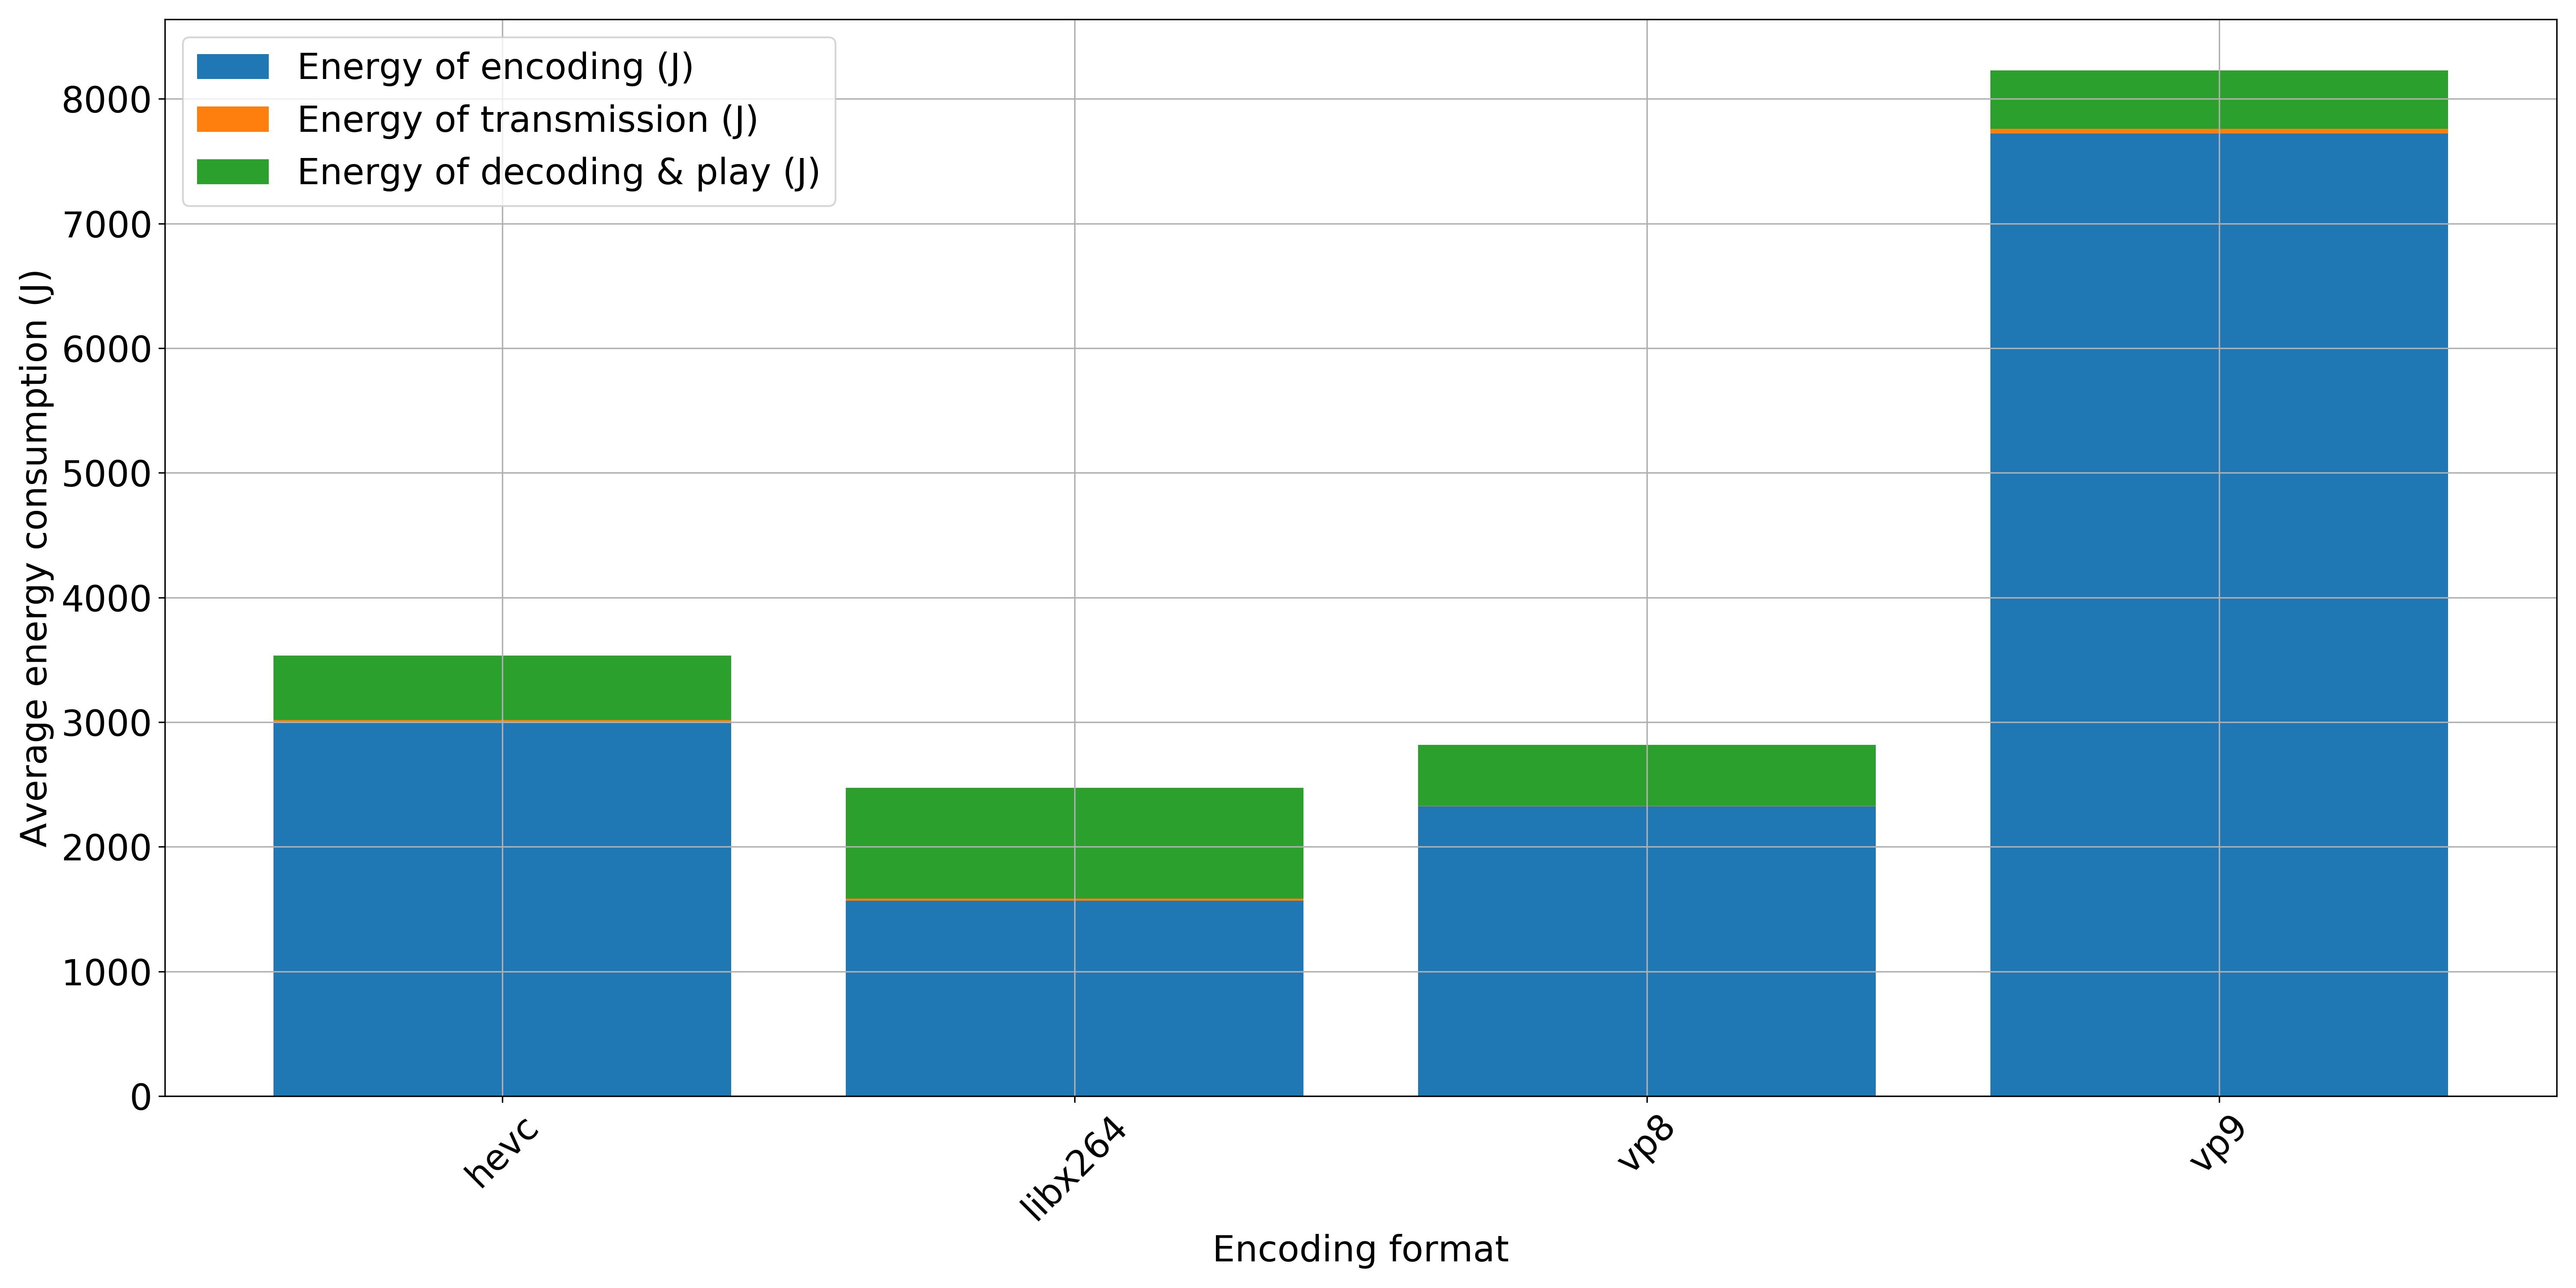 Energy of encoding (J)
Energy of transmission (J)
Energy of decoding & play (J)
Average energy consumption (J)
8000
7000
6000
5000
4000
3000
2000
1000
0
hevc
libx264
vp8
vp9
Encoding format